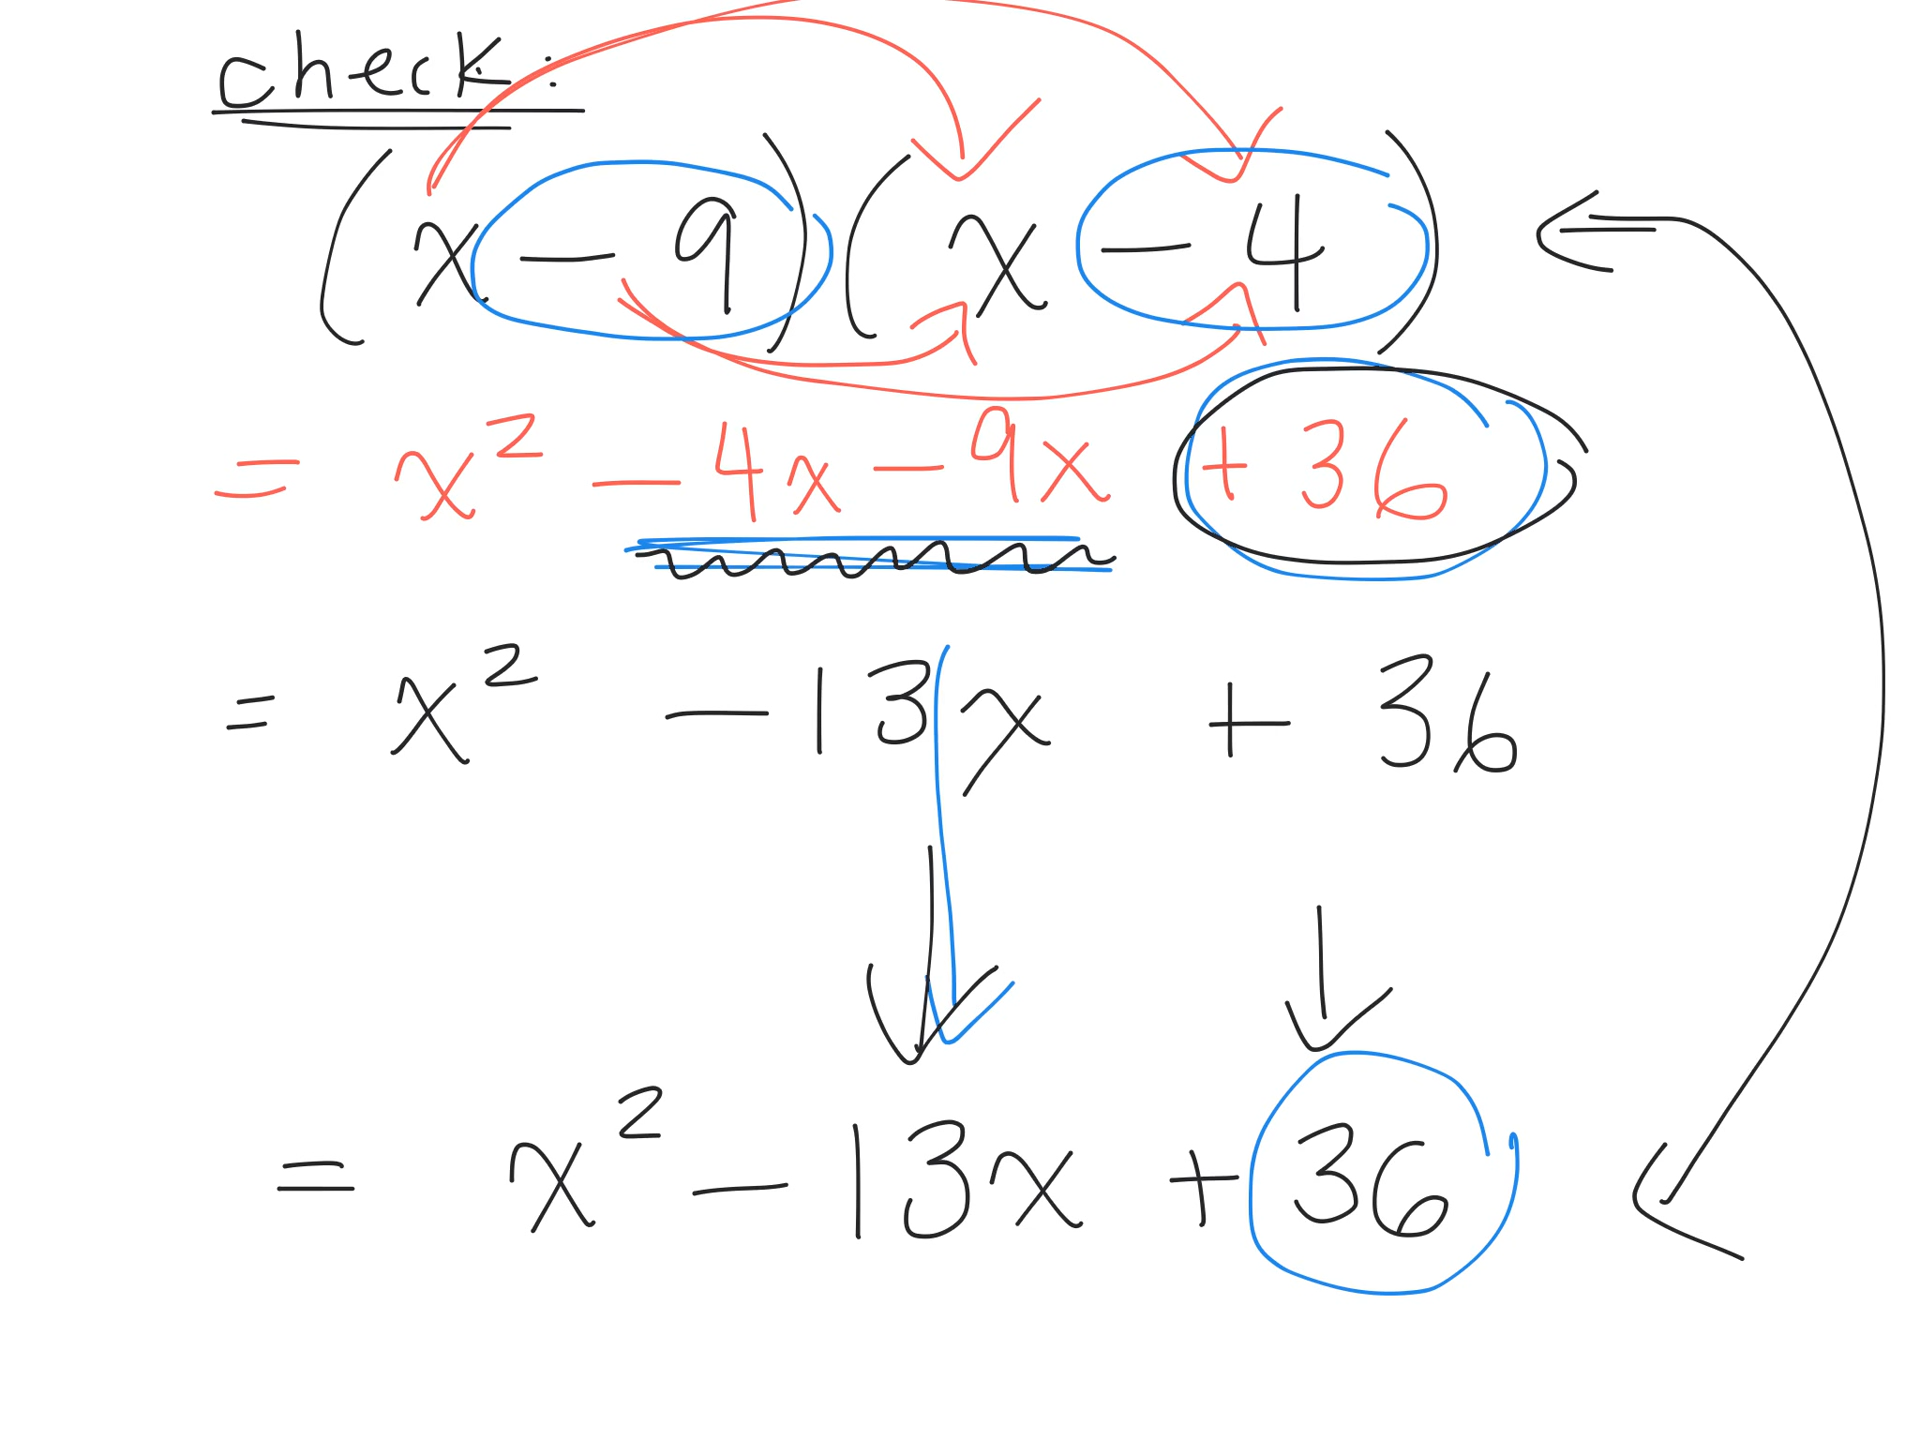 check :
(x - 9)(x - 4)
= x² - 4x - 9x + 36
= x² - 13x + 36
= x² - 13x + 36